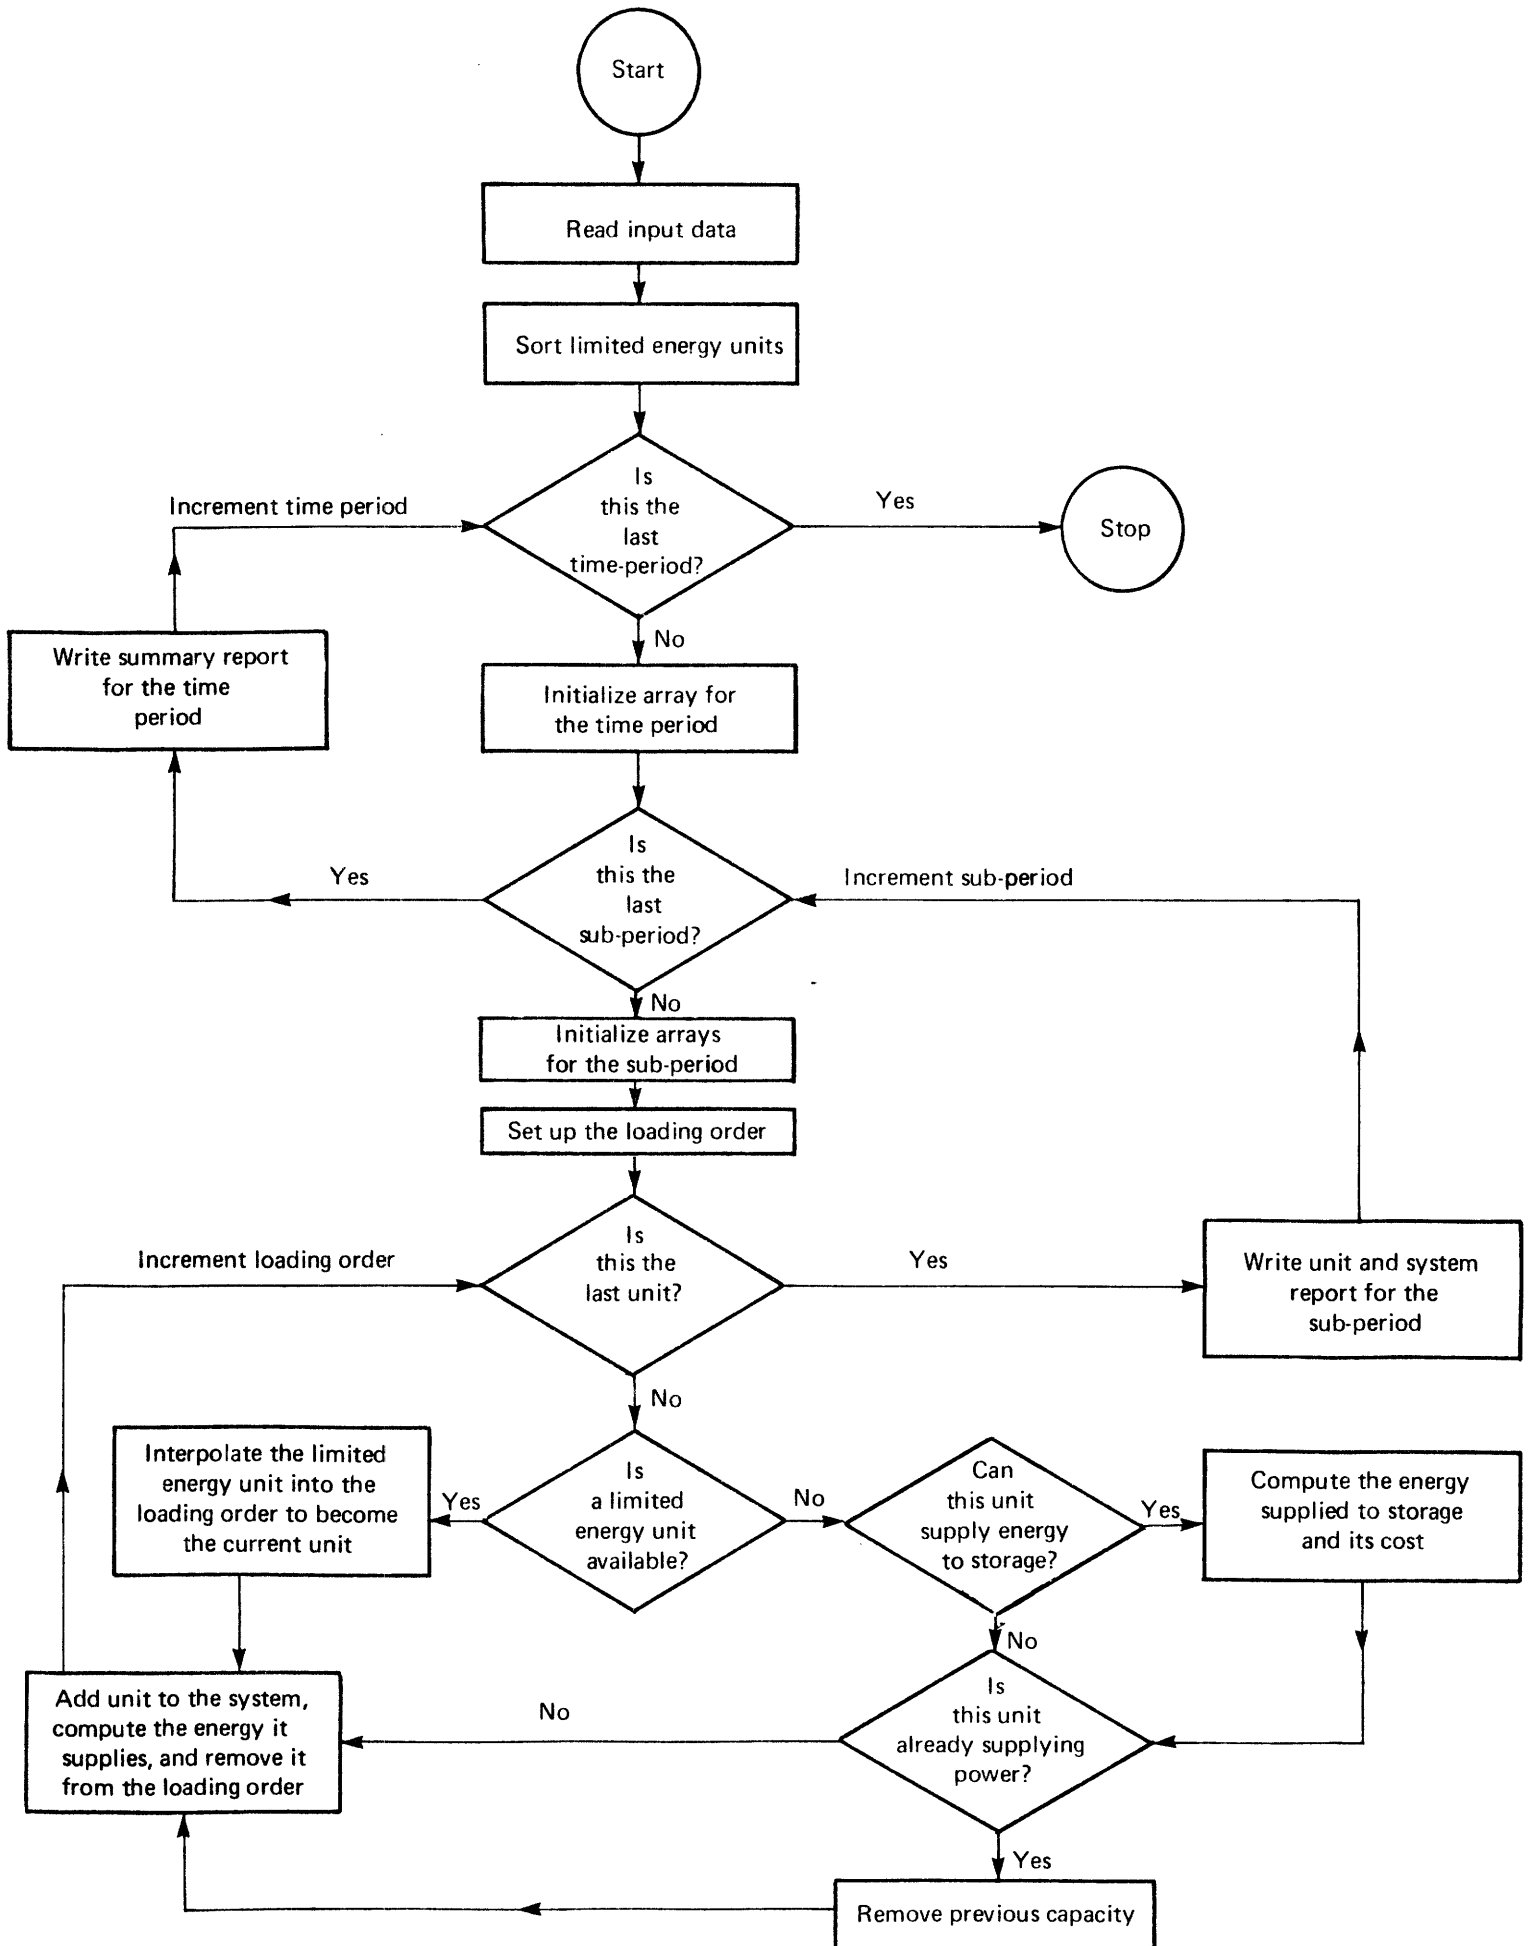 Start
Read input data
Sort limited energy units
Is
this the
last
time-period?
Increment time period
Yes
Stop
No
Write summary report
for the time
period
Initialize array for
the time period
Is
this the
last
sub-period?
Yes
Increment sub-period
No
Initialize arrays
for the sub-period
Set up the loading order
Is
this the
last unit?
Increment loading order
Yes
Write unit and system
report for the
sub-period
No
Interpolate the limited
energy unit into the
loading order to become
the current unit
Yes
Is
a limited
energy unit
available?
No
Can
this unit
supply energy
to storage?
Yes
Compute the energy
supplied to storage
and its cost
No
Add unit to the system,
compute the energy it
supplies, and remove it
from the loading order
No
Is
this unit
already supplying
power?
Yes
Remove previous capacity